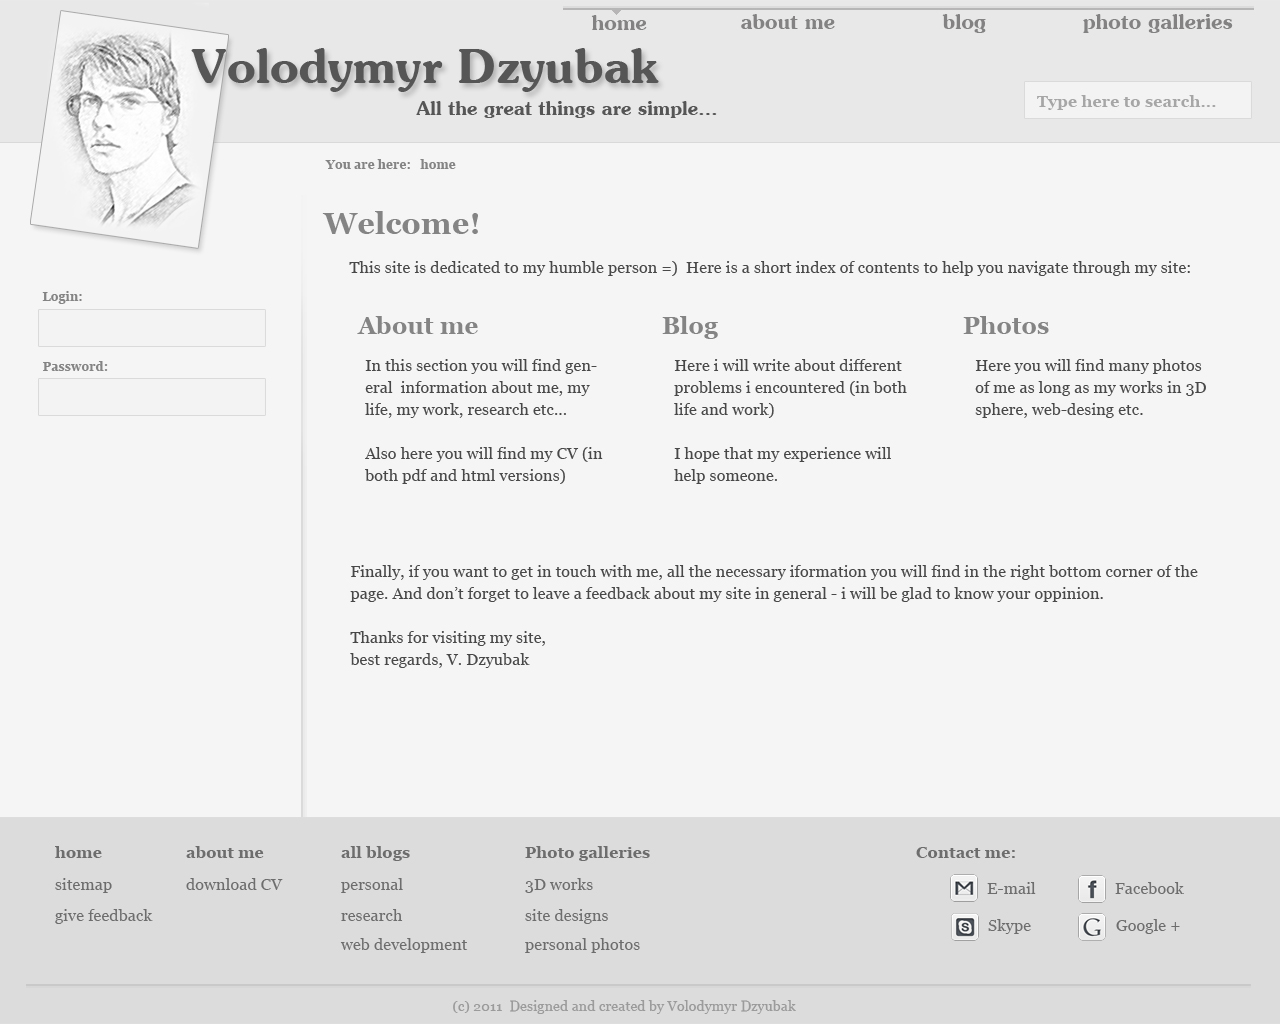 home about me blog photo galleries
Volodymyr Dzyubak
All the great things are simple...
Type here to search...
You are here: home
Welcome!
This site is dedicated to my humble person =) Here is a short index of contents to help you navigate through my site:
Login:
Password:
About me
In this section you will find gen-
eral information about me, my
life, my work, research etc...
Also here you will find my CV (in
both pdf and html versions)
Blog
Here i will write about different
problems i encountered (in both
life and work)
I hope that my experience will
help someone.
Photos
Here you will find many photos
of me as long as my works in 3D
sphere, web-desing etc.
Finally, if you want to get in touch with me, all the necessary iformation you will find in the right bottom corner of the
page. And don't forget to leave a feedback about my site in general - i will be glad to know your oppinion.
Thanks for visiting my site,
best regards, V. Dzyubak
home
sitemap
give feedback
about me
download CV
all blogs
personal
research
web development
Photo galleries
3D works
site designs
personal photos
Contact me:
E-mail
Facebook
Skype
Google +
(c) 2011 Designed and created by Volodymyr Dzyubak